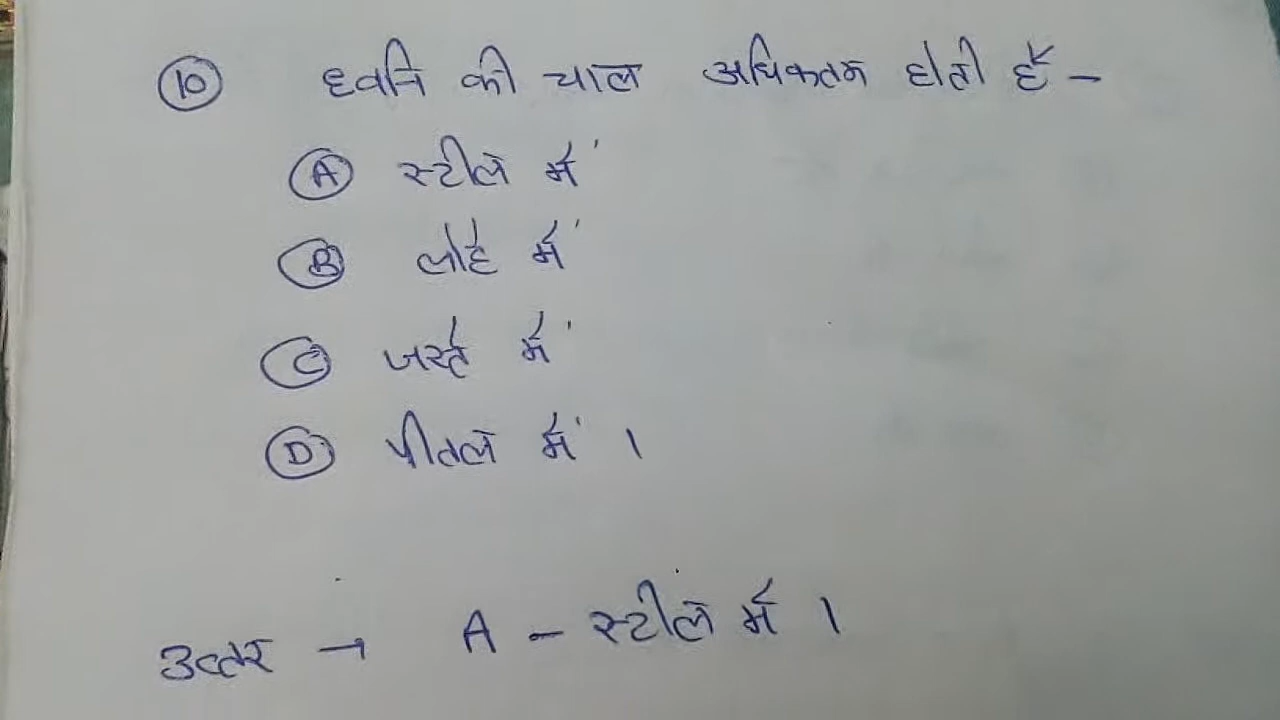 10 ध्वनि की चाल अधिकतम होती है -
A स्टील में
B लोहे में
C जस्ते में
D पीतल में ।
उत्तर → A - स्टील में ।